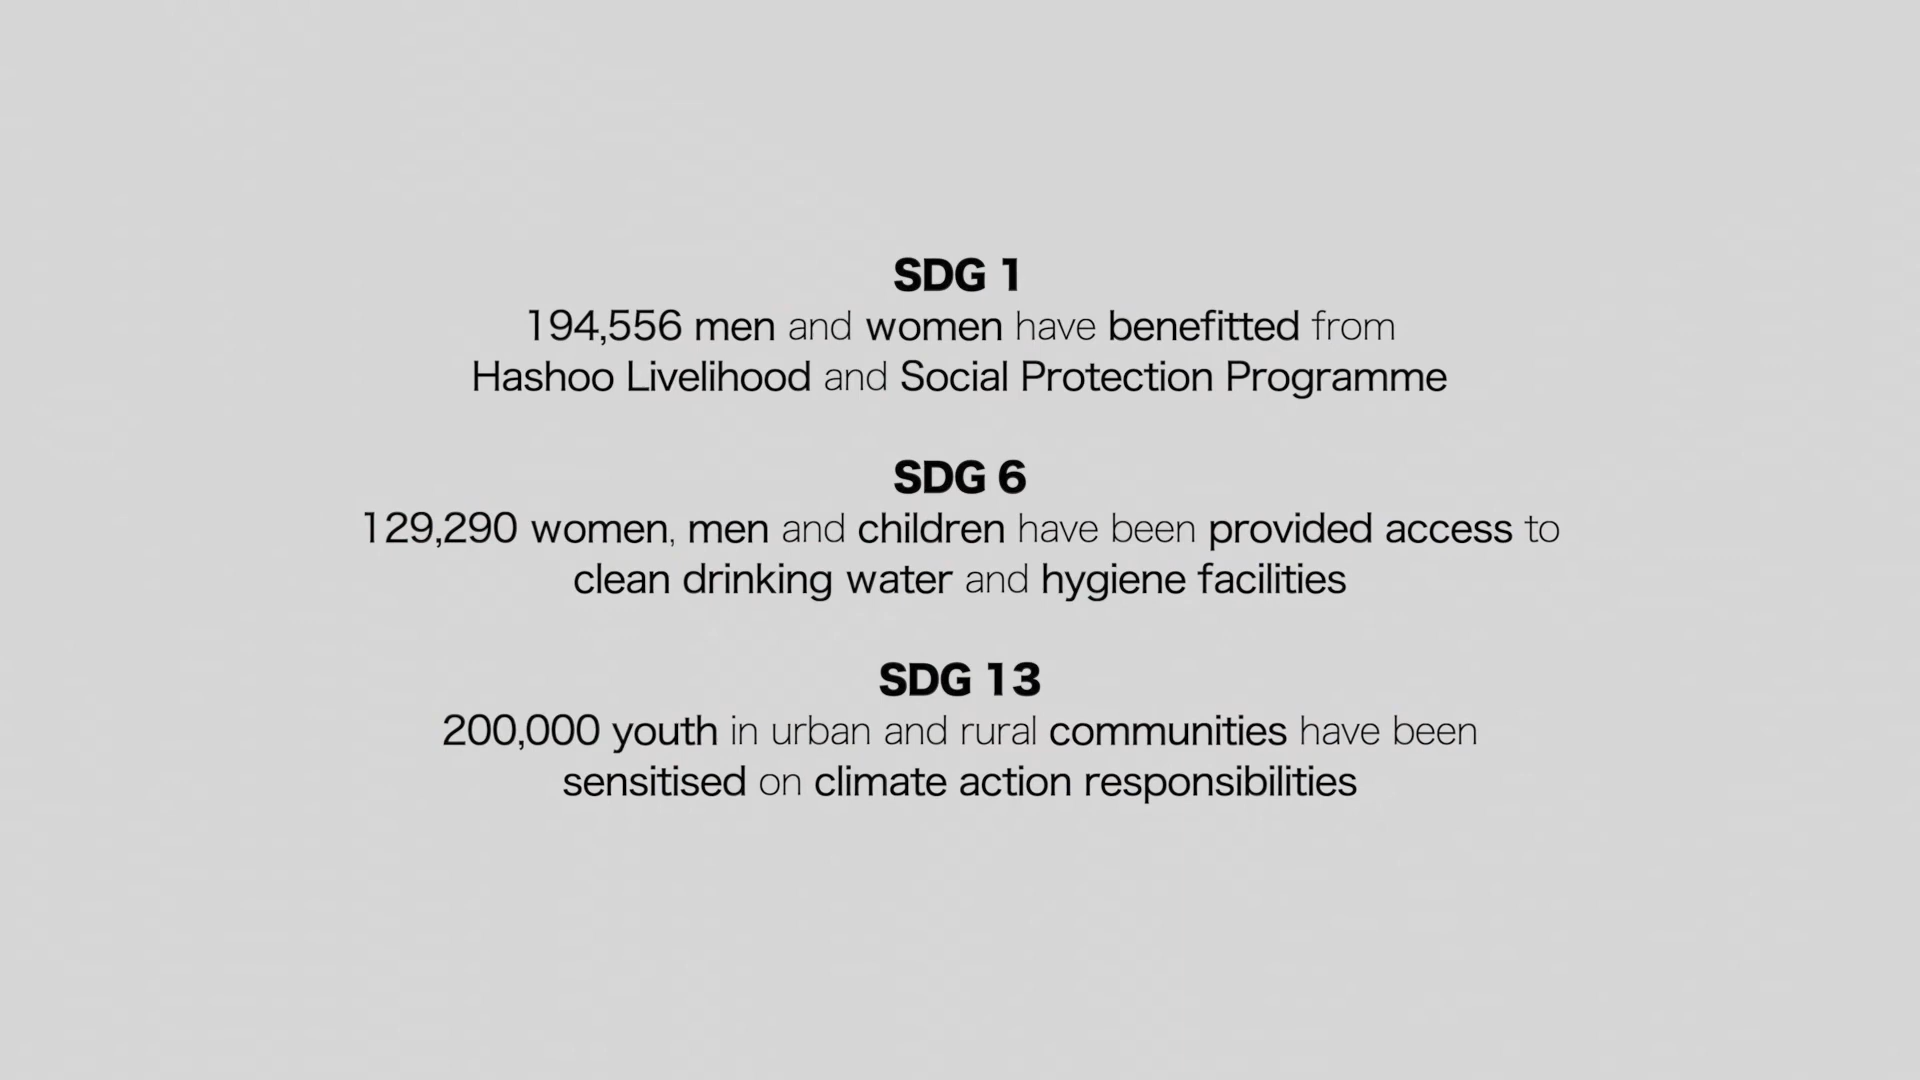 SDG 1
194,556 men and women have benefitted from
Hashoo Livelihood and Social Protection Programme
SDG 6
129,290 women, men and children have been provided access to
clean drinking water and hygiene facilities
SDG 13
200,000 youth in urban and rural communities have been
sensitised on climate action responsibilities